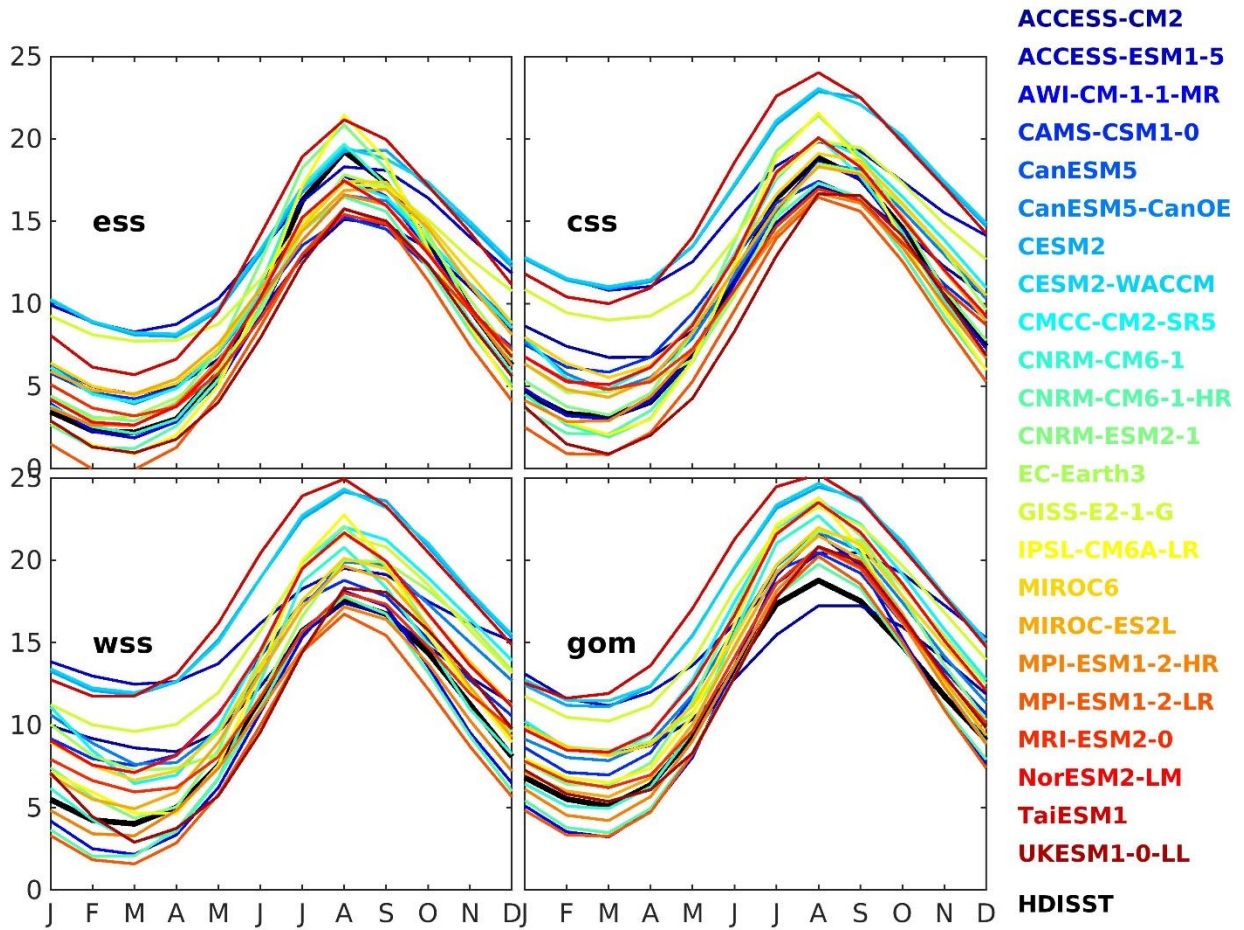 25
20
15
10
5
0
ess
css
25
20
15
10
5
0
wss
gom
J F M A M J J A S O N D
J F M A M J J A S O N D
ACCESS-CM2
ACCESS-ESM1-5
AWI-CM-1-1-MR
CAMS-CSM1-0
CanESM5
CanESM5-CanOE
CESM2
CESM2-WACCM
CMCC-CM2-SR5
CNRM-CM6-1
CNRM-CM6-1-HR
CNRM-ESM2-1
EC-Earth3
GISS-E2-1-G
IPSL-CM6A-LR
MIROC6
MIROC-ES2L
MPI-ESM1-2-HR
MPI-ESM1-2-LR
MRI-ESM2-0
NorESM2-LM
TaiESM1
UKESM1-0-LL
HDISST